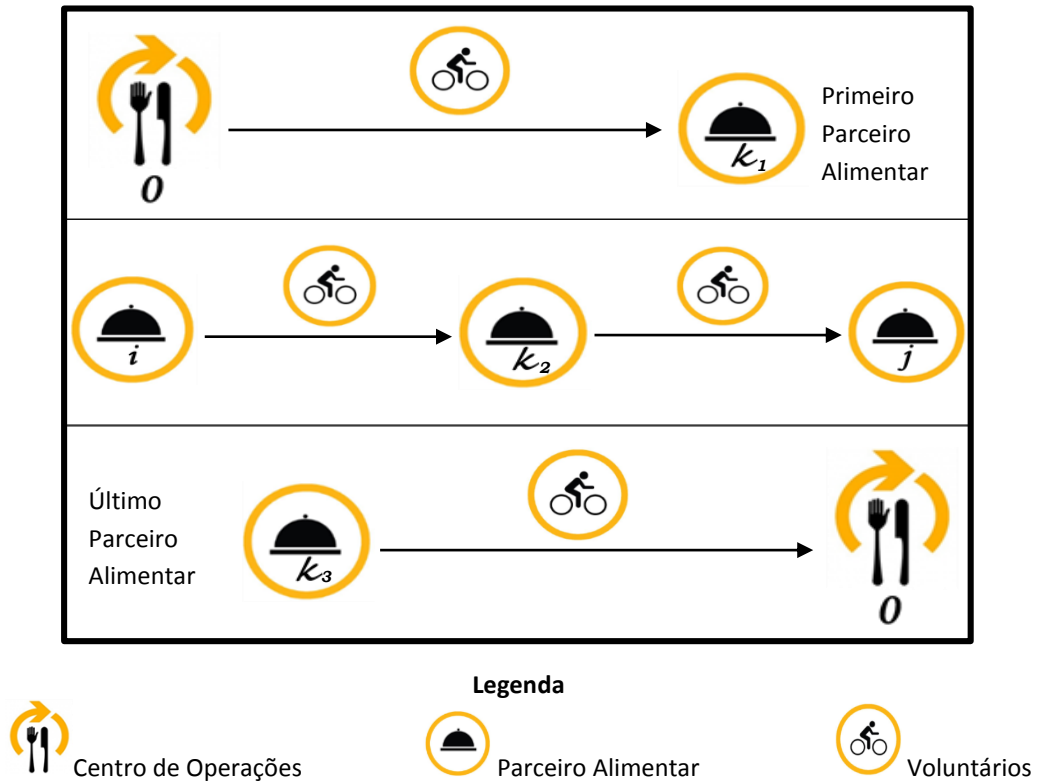 Primeiro
Parceiro
Alimentar
k₁
0
i
k₂
j
Último
Parceiro
Alimentar
k₃
0
Legenda
Centro de Operações
Parceiro Alimentar
Voluntários